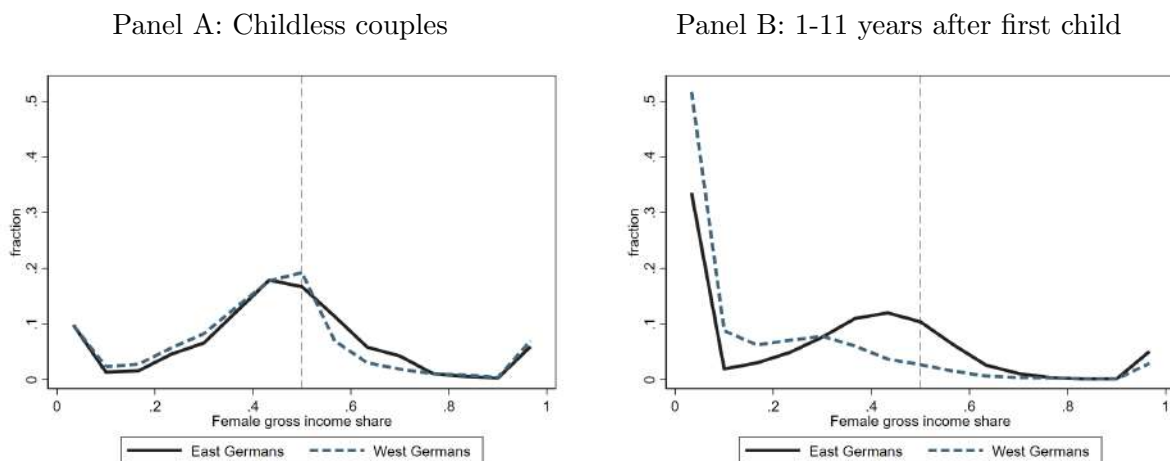 Panel A: Childless couples
fraction
0 .1 .2 .3 .4 .5
0 .2 .4 .6 .8 1
Female gross income share
East Germans West Germans
Panel B: 1-11 years after first child
fraction
0 .1 .2 .3 .4 .5
0 .2 .4 .6 .8 1
Female gross income share
East Germans West Germans